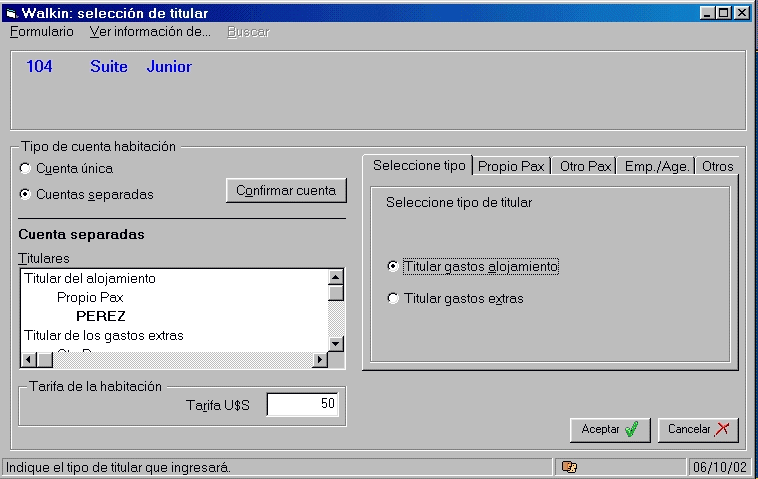 Walkin: selección de titular
Formulario Ver información de... Buscar
104 Suite Junior
Tipo de cuenta habitación
Cuenta única
Cuentas separadas
Confirmar cuenta
Cuenta separadas
Titulares
Titular del alojamiento
Propio Pax
PEREZ
Titular de los gastos extras
Tarifa de la habitación
Tarifa U$S 50
Seleccione tipo Propio Pax Otro Pax Emp./Age. Otros
Seleccione tipo de titular
Titular gastos alojamiento
Titular gastos extras
Aceptar Cancelar
Indique el tipo de titular que ingresará. 06/10/02